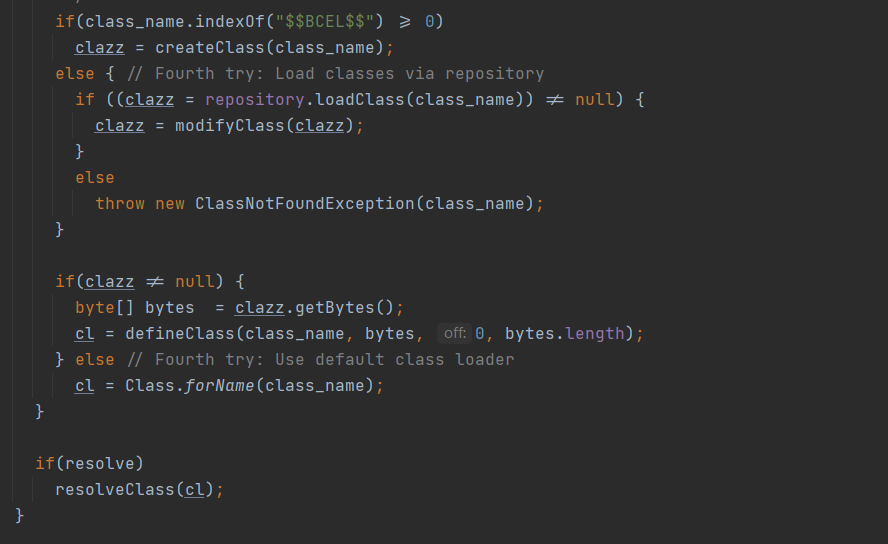 if(class_name.indexOf("$$BCEL$$") ≥ 0)
clazz = createClass(class_name);
else { // Fourth try: Load classes via repository
if ((clazz = repository.loadClass(class_name)) ≠ null) {
clazz = modifyClass(clazz);
}
else
throw new ClassNotFoundException(class_name);
}
if(clazz ≠ null) {
byte[] bytes  = clazz.getBytes();
cl = defineClass(class_name, bytes, off: 0, bytes.length);
} else // Fourth try: Use default class loader
cl = Class.forName(class_name);
}
if(resolve)
resolveClass(cl);
}